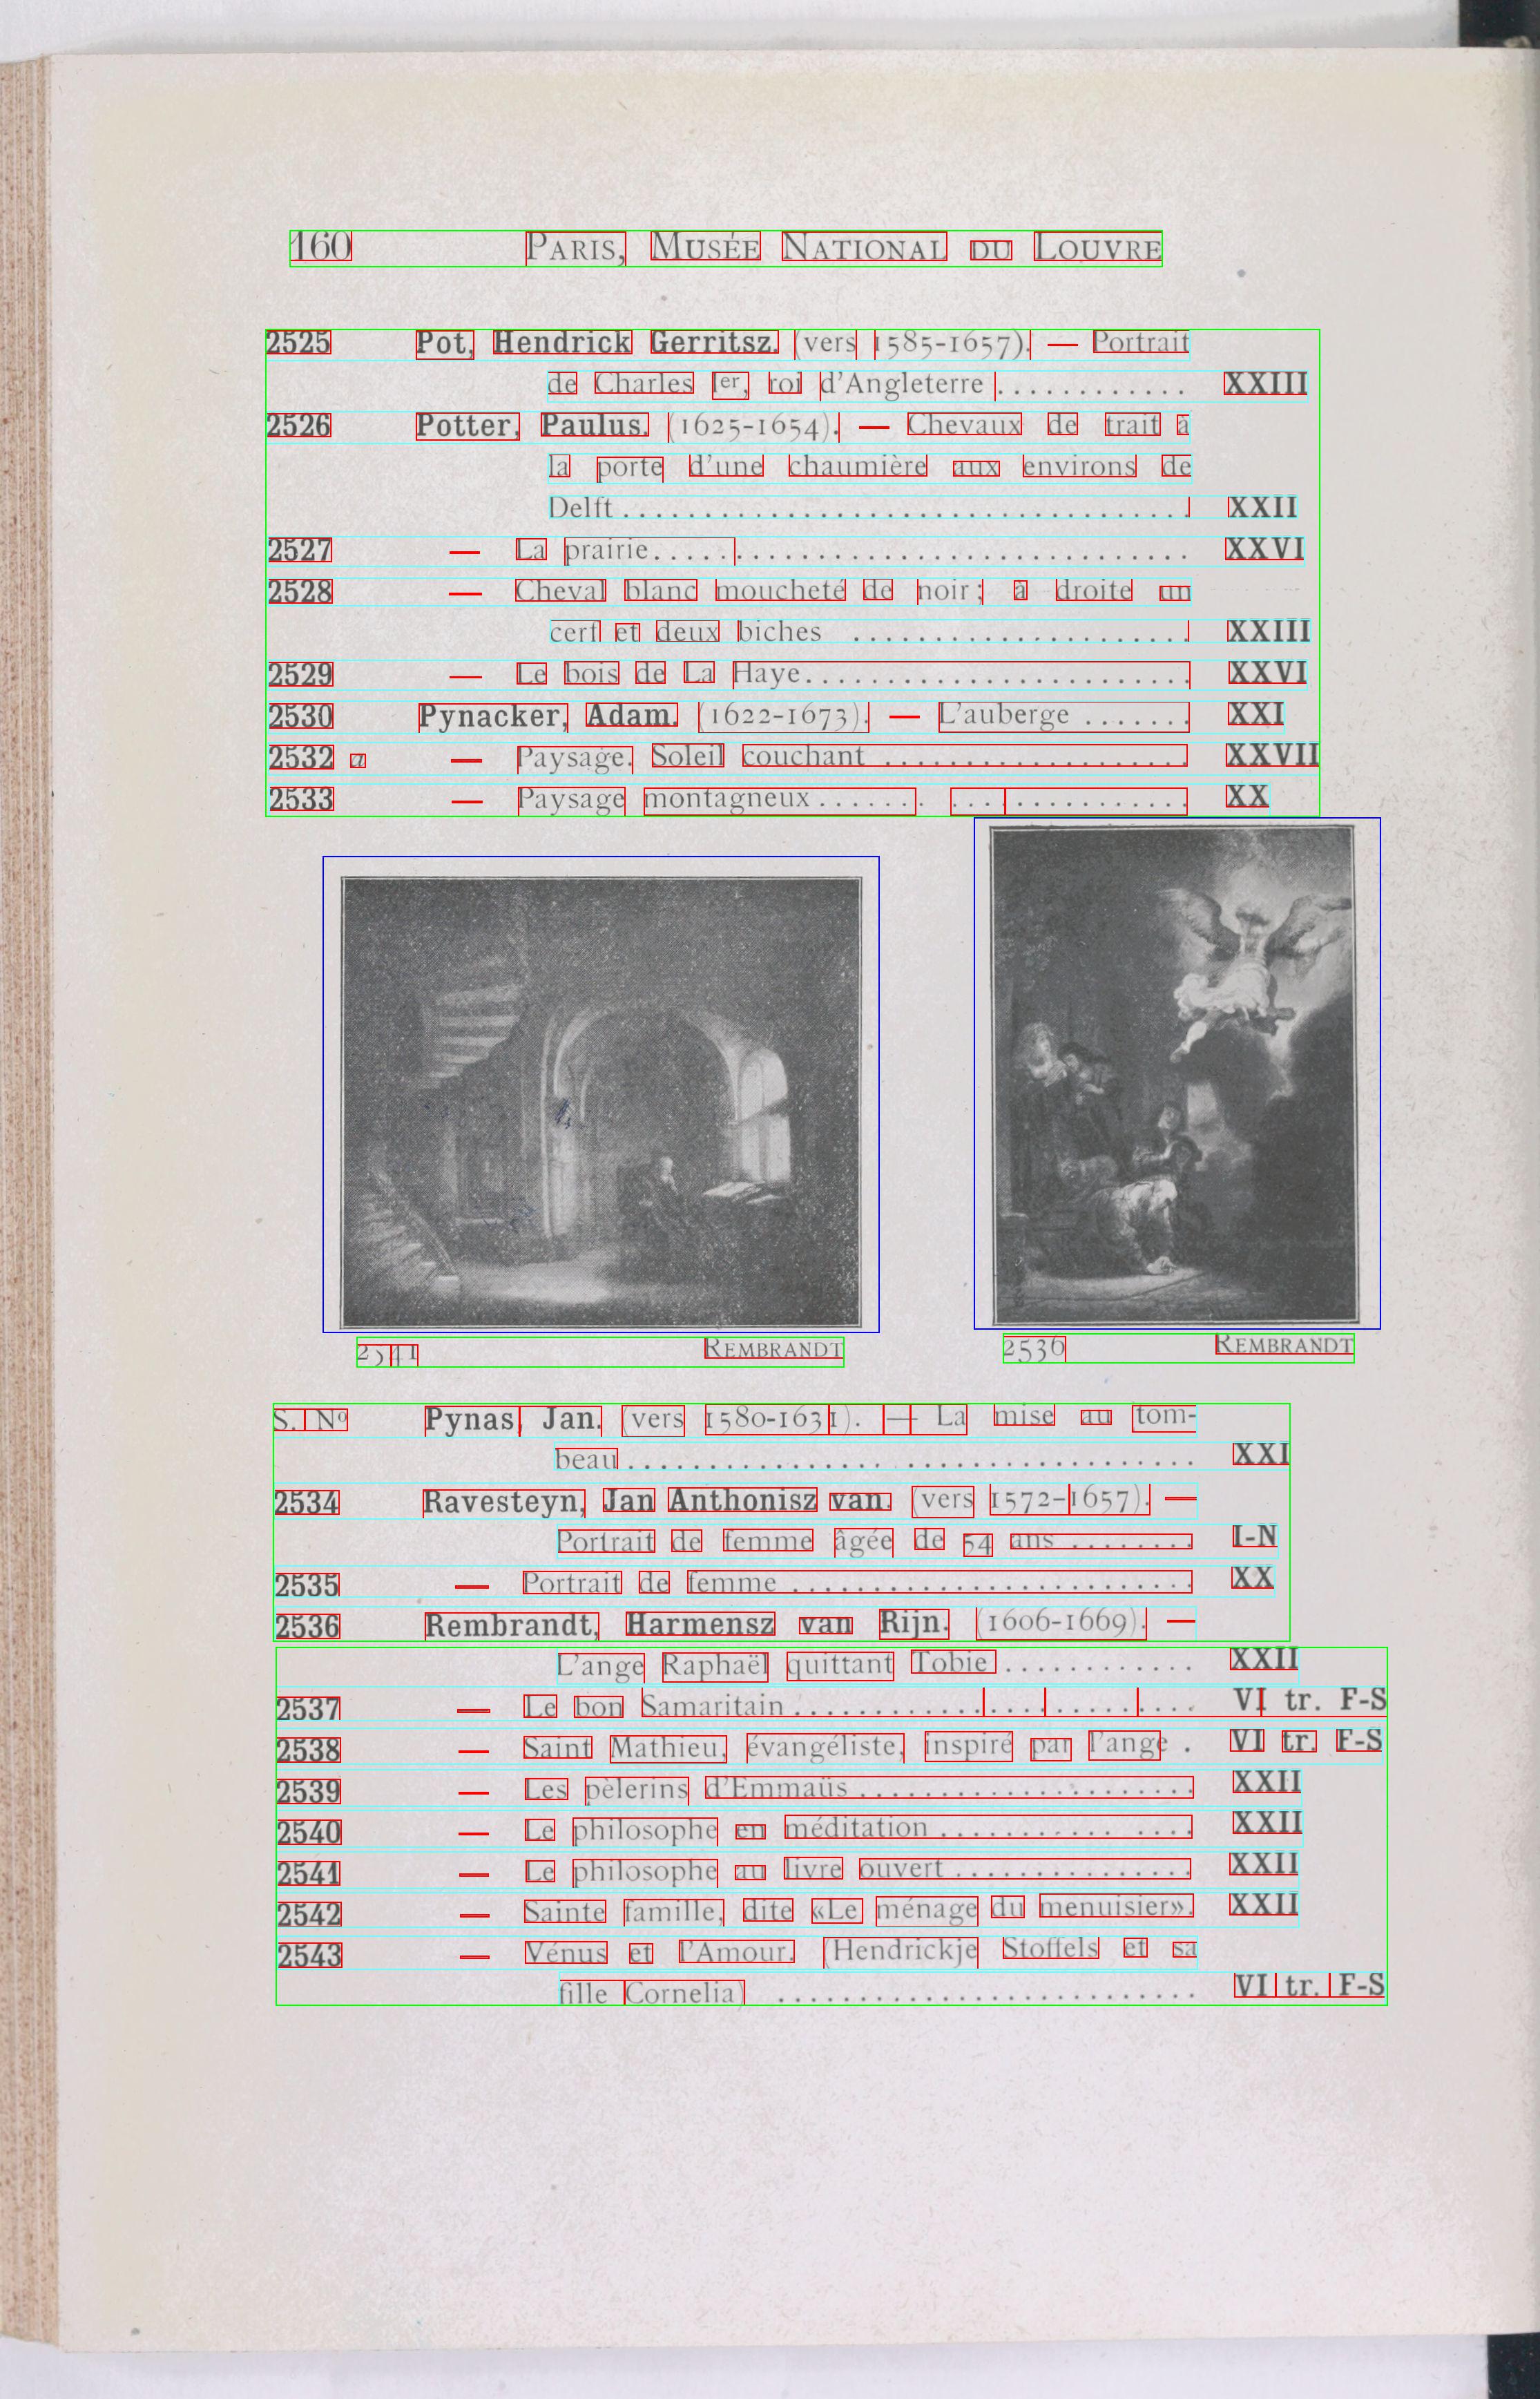 160 PARIS, MUSÉE NATIONAL DU LOUVRE
2525 Pot, Hendrick Gerritsz. (vers 1585-1657). — Portrait
de Charles Ier, roi d'Angleterre ............ XXIII
2526 Potter, Paulus. (1625-1654). — Chevaux de trait à
la porte d'une chaumière aux environs de
Delft ................................... XXII
2527 — La prairie................................. XXVI
2528 — Cheval blanc moucheté de noir; à droite un
cerf et deux biches ..................... XXIII
2529 — Le bois de La Haye........................ XXVI
2530 Pynacker, Adam. (1622-1673). — L'auberge ....... XXI
2532 a — Paysage. Soleil couchant ................... XXVII
2533 — Paysage montagneux....................... XX
2541 REMBRANDT
2536 REMBRANDT
S. No Pynas, Jan. (vers 1580-1631). — La mise au tom-
beau................................... XXI
2534 Ravesteyn, Jan Anthonisz van. (vers 1572-1657). —
Portrait de femme âgée de 54 ans ........ I-N
2535 — Portrait de femme ......................... XX
2536 Rembrandt, Harmensz van Rijn. (1606-1669). —
L'ange Raphaël quittant Tobie ............ XXII
2537 — Le bon Samaritain ......................... VI tr. F-S
2538 — Saint Mathieu, évangéliste, inspiré par l'ange . VI tr. F-S
2539 — Les pèlerins d'Emmaüs ..................... XXII
2540 — Le philosophe en méditation ................ XXII
2541 — Le philosophe au livre ouvert ............... XXII
2542 — Sainte famille, dite «Le ménage du menuisier». XXII
2543 — Vénus et l'Amour. (Hendrickje Stoffels et sa
fille Cornelia) .......................... VI tr. F-S